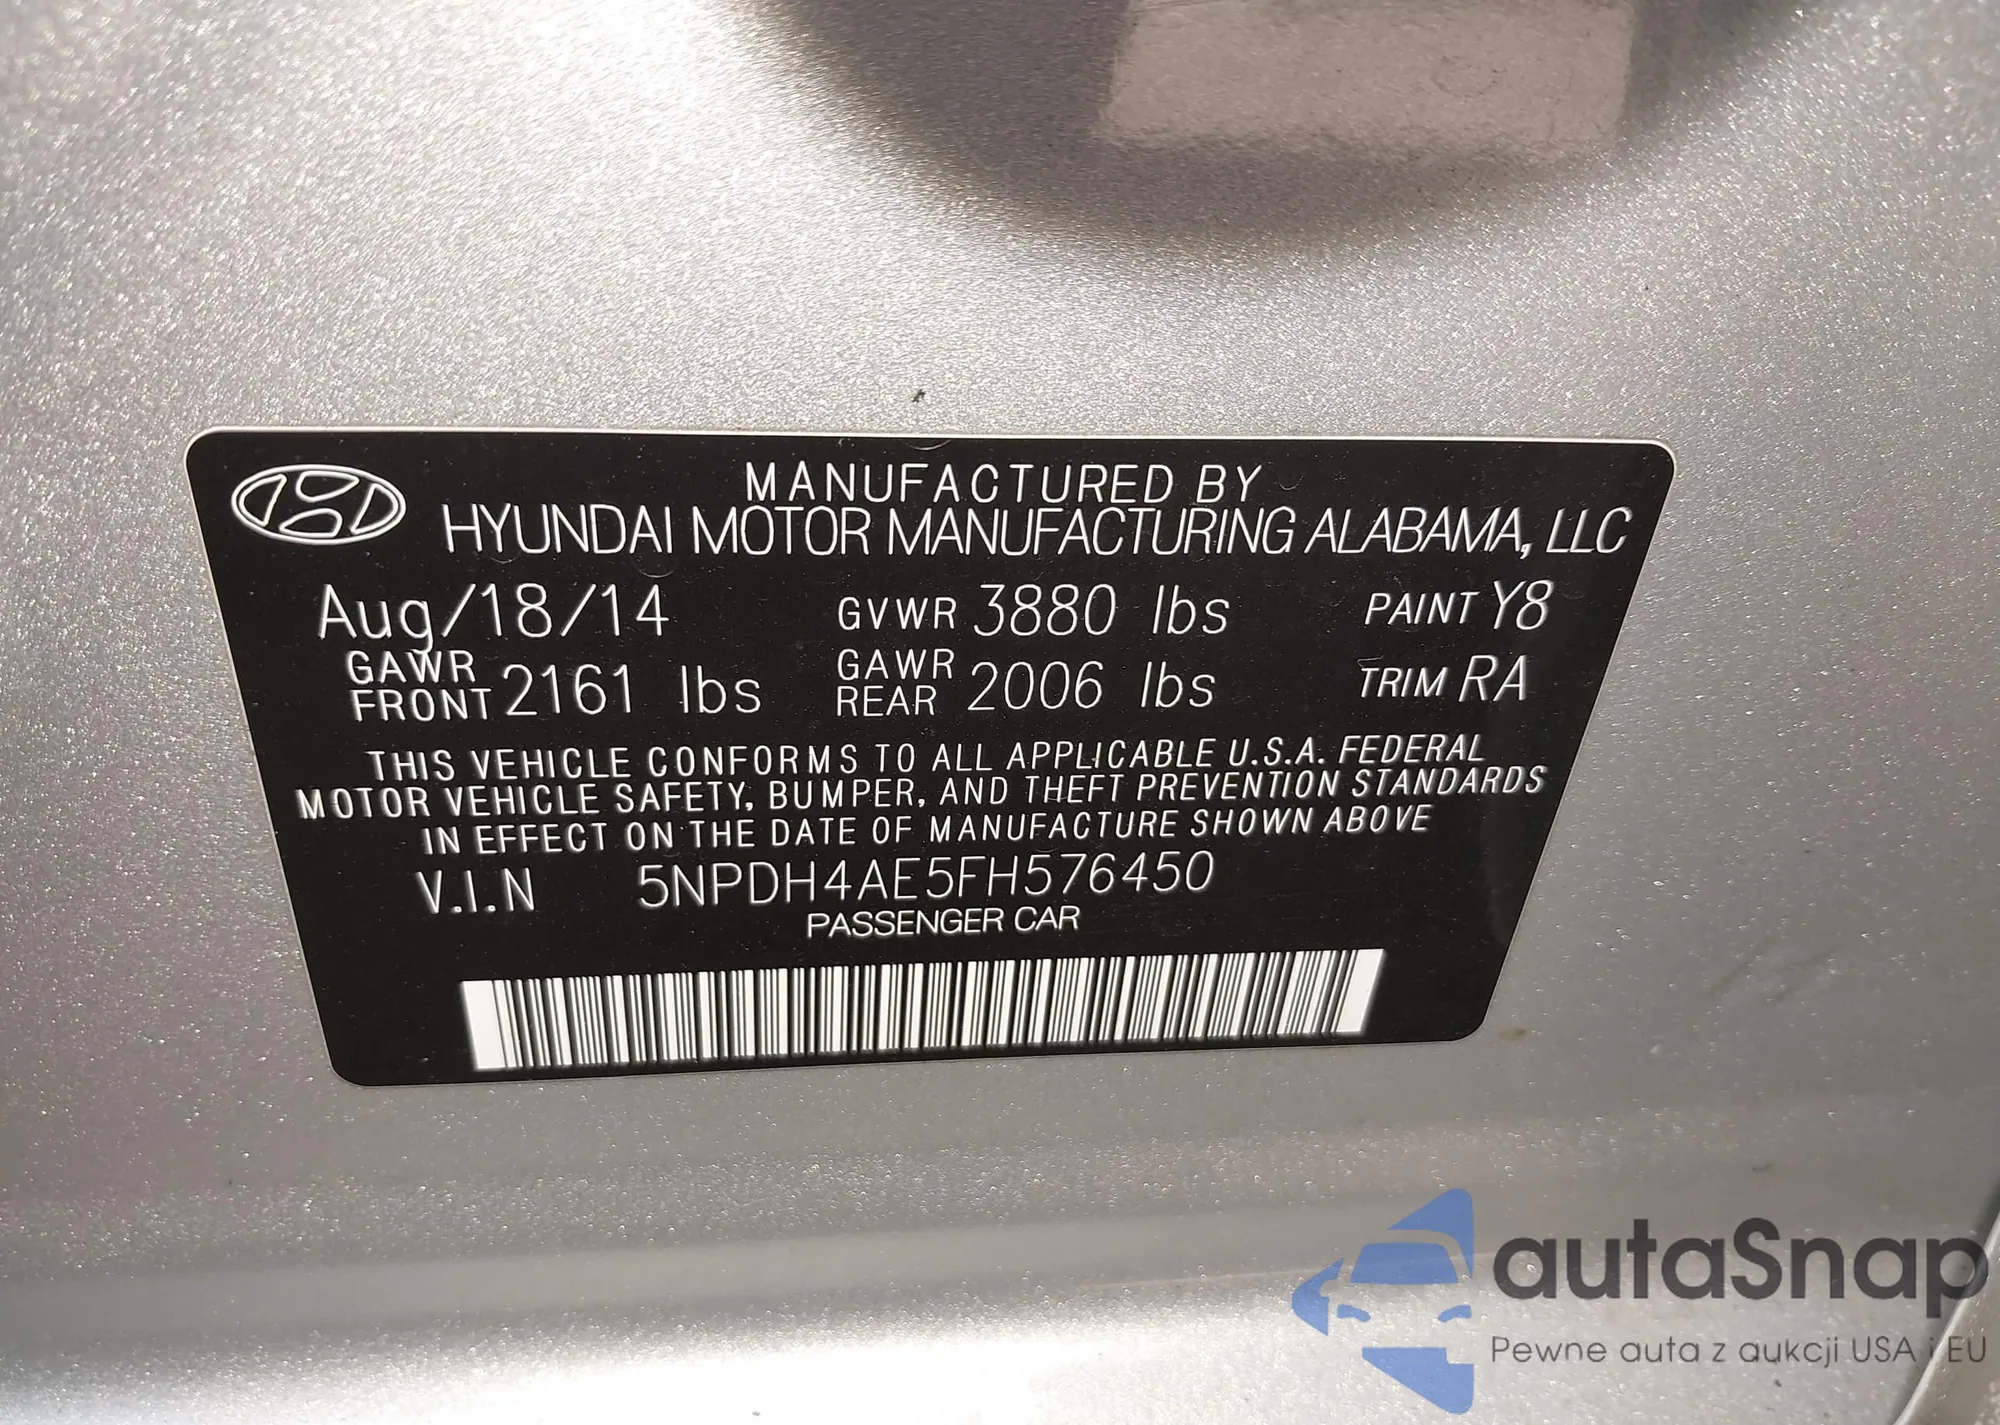 MANUFACTURED BY
HYUNDAI MOTOR MANUFACTURING ALABAMA, LLC
Aug/18/14 GVWR 3880 lbs PAINT Y8
GAWR FRONT 2161 lbs GAWR REAR 2006 lbs TRIM RA
THIS VEHICLE CONFORMS TO ALL APPLICABLE U.S.A. FEDERAL
MOTOR VEHICLE SAFETY, BUMPER, AND THEFT PREVENTION STANDARDS
IN EFFECT ON THE DATE OF MANUFACTURE SHOWN ABOVE
V.I.N 5NPDH4AE5FH576450
PASSENGER CAR
autaSnap
Pewne auta z aukcji USA i EU